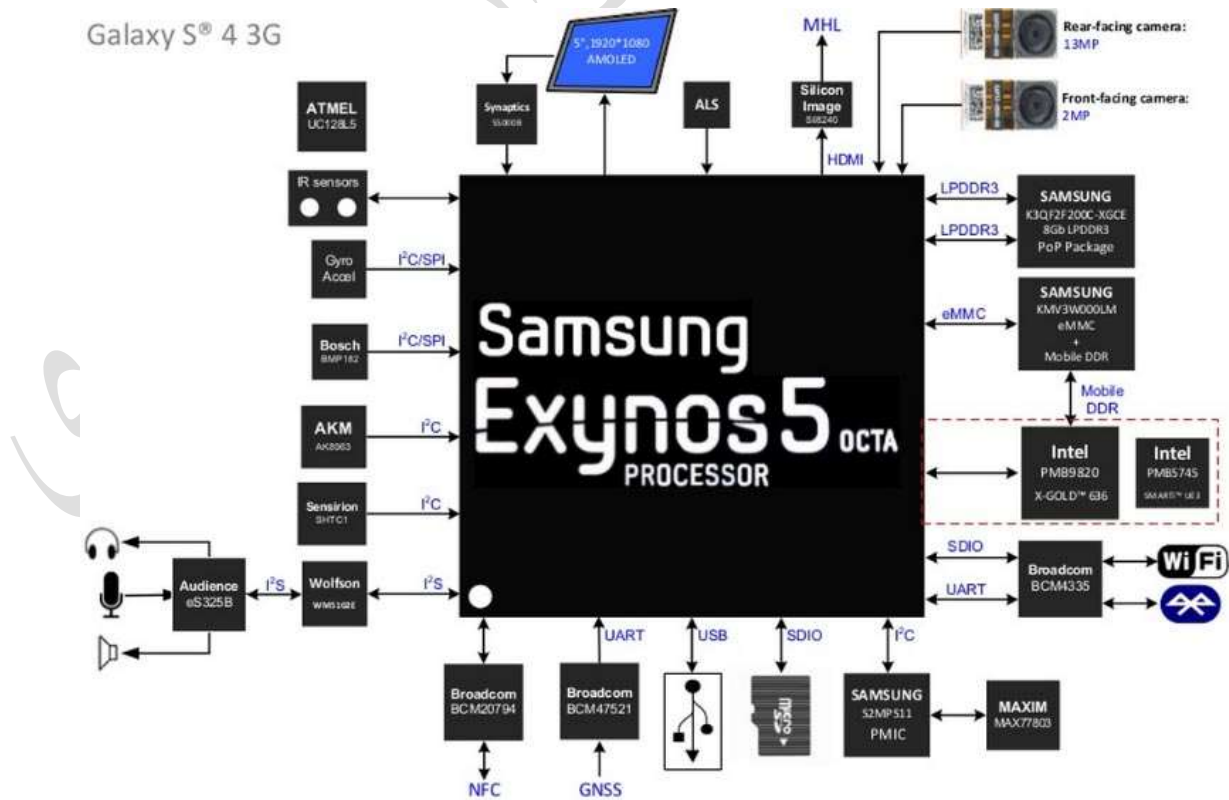 Galaxy S® 4 3G
5", 1920*1080
AMOLED
MHL
Rear-facing camera:
13MP
Front-facing camera:
2MP
ATMEL
UC128L5
Synaptics
ALS
Silicon
Image
HDMI
IR sensors
Gyro
Accel
I²C/SPI
Bosch
BMP182
I²C/SPI
AKM
AK8963
I²C
Sensirion
SHTC1
I²C
Audience
eS325B
I²S
Wolfson
WM5102E
I²S
Samsung
Exynos 5 OCTA
PROCESSOR
LPDDR3
LPDDR3
SAMSUNG
K3QF2F200C-XGCE
8Gb LPDDR3
PoP Package
eMMC
SAMSUNG
KMV3W000LM
eMMC
+
Mobile DDR
Mobile
DDR
Intel
PMB9820
X-GOLD™ 636
Intel
PMB5745
SDIO
UART
Broadcom
BCM4335
Wi Fi
UART
USB
SDIO
I²C
Broadcom
BCM20794
NFC
Broadcom
BCM47521
GNSS
micro
SAMSUNG
S2MPS11
PMIC
MAXIM
MAX77803